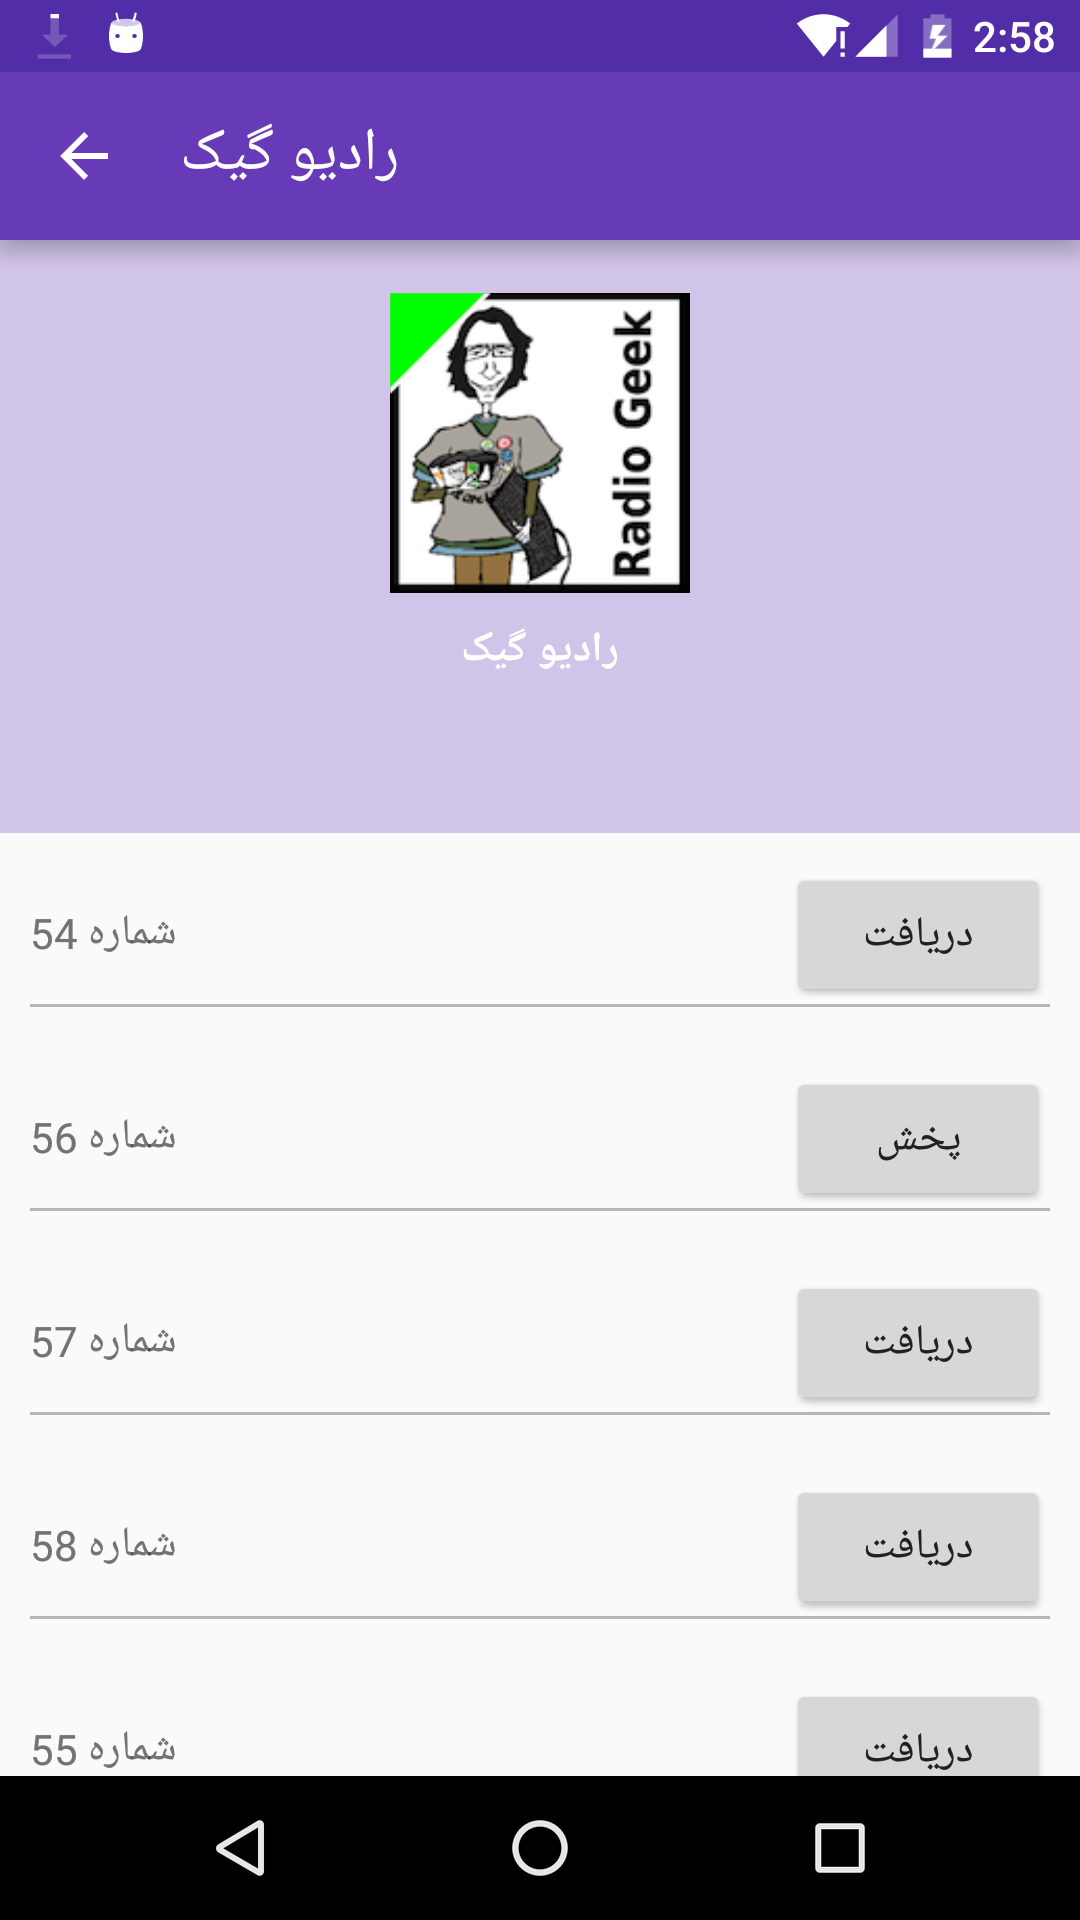 2:58
رادیو گیک
Radio Geek
رادیو گیک
شماره 54
دریافت
شماره 56
پخش
شماره 57
دریافت
شماره 58
دریافت
شماره 55
دریافت